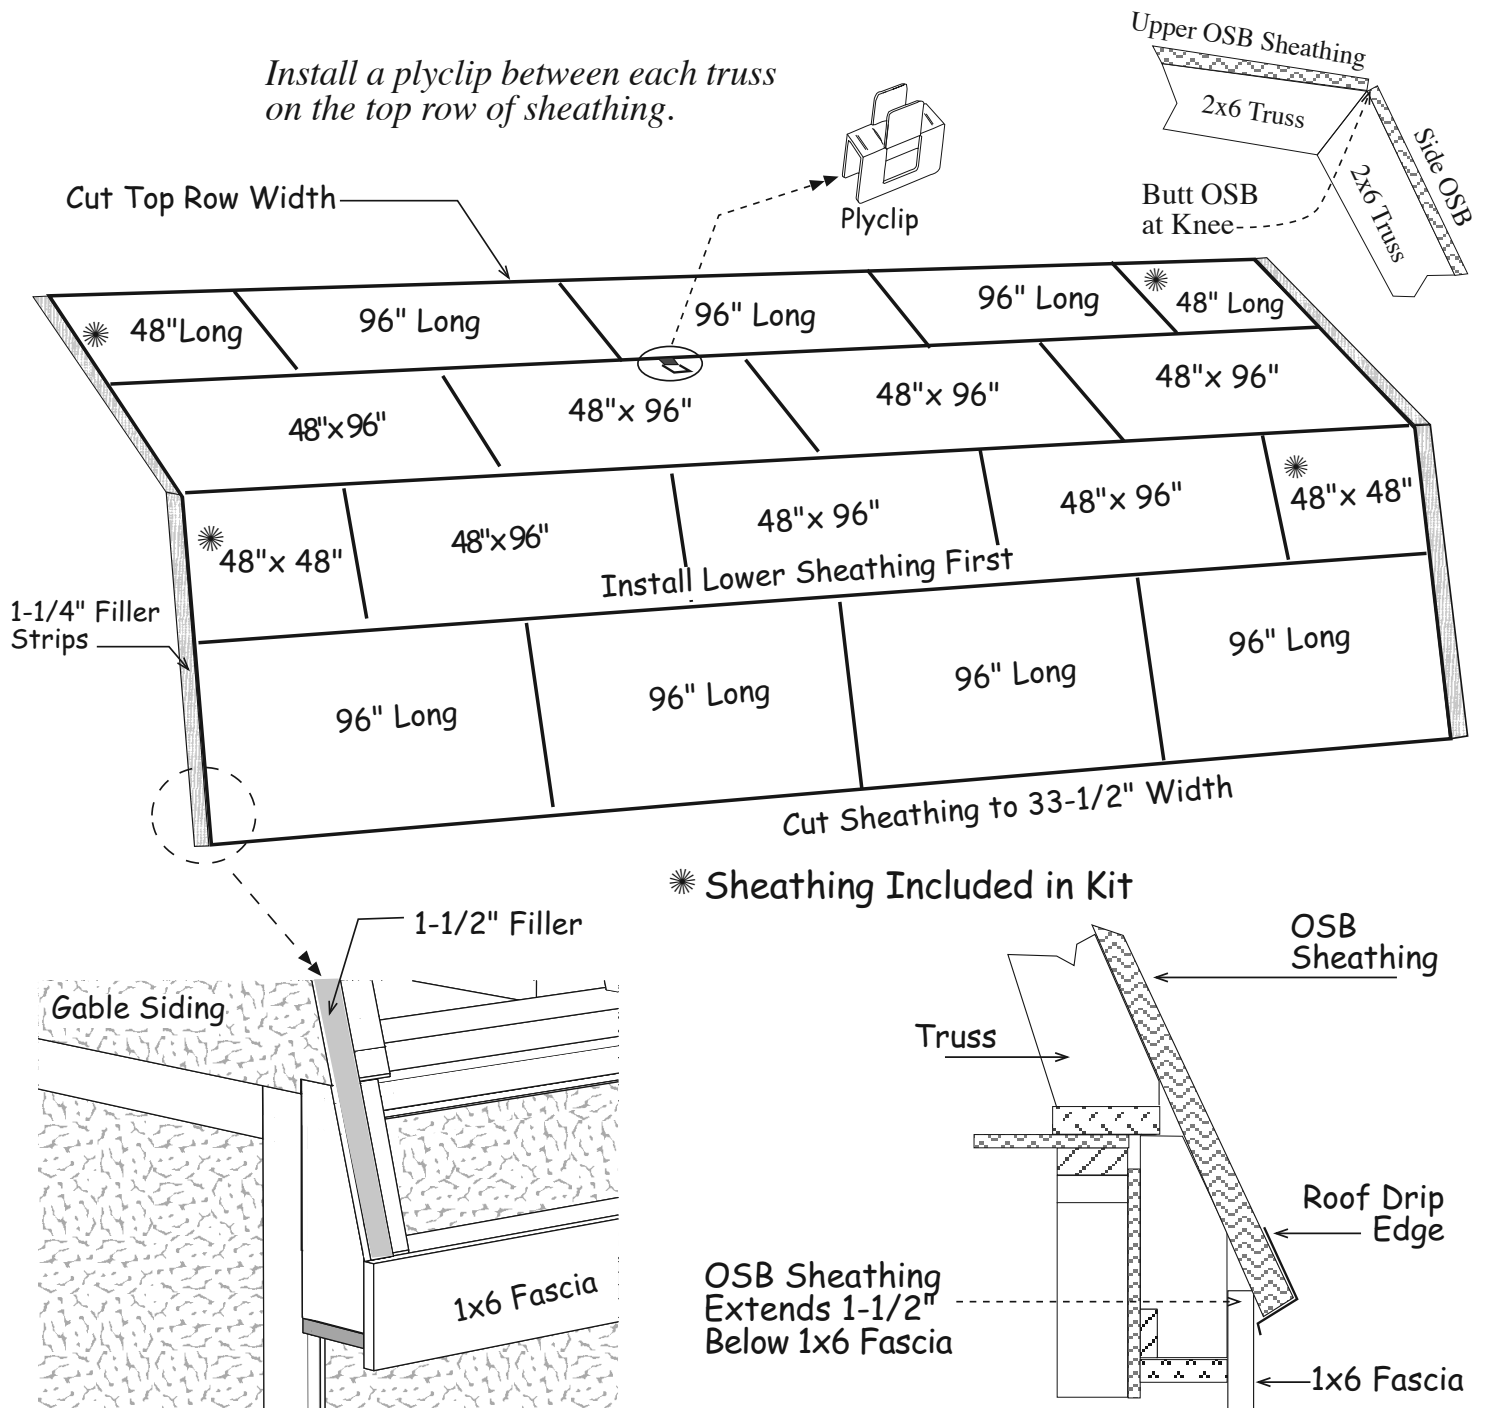 Install a plyclip between each truss
on the top row of sheathing.
Upper OSB Sheathing
2x6 Truss
Side OSB
2x6 Truss
Butt OSB
at Knee
Cut Top Row Width
Plyclip
48"Long
96" Long
96" Long
96" Long
48" Long
48"x96"
48"x 96"
48"x 96"
48"x 96"
48"x 48"
48"x96"
48"x 96"
48"x 96"
48"x 48"
Install Lower Sheathing First
1-1/4" Filler
Strips
96" Long
96" Long
96" Long
96" Long
Cut Sheathing to 33-1/2" Width
Sheathing Included in Kit
1-1/2" Filler
Gable Siding
1x6 Fascia
OSB
Sheathing
Truss
Roof Drip
Edge
OSB Sheathing
Extends 1-1/2"
Below 1x6 Fascia
1x6 Fascia